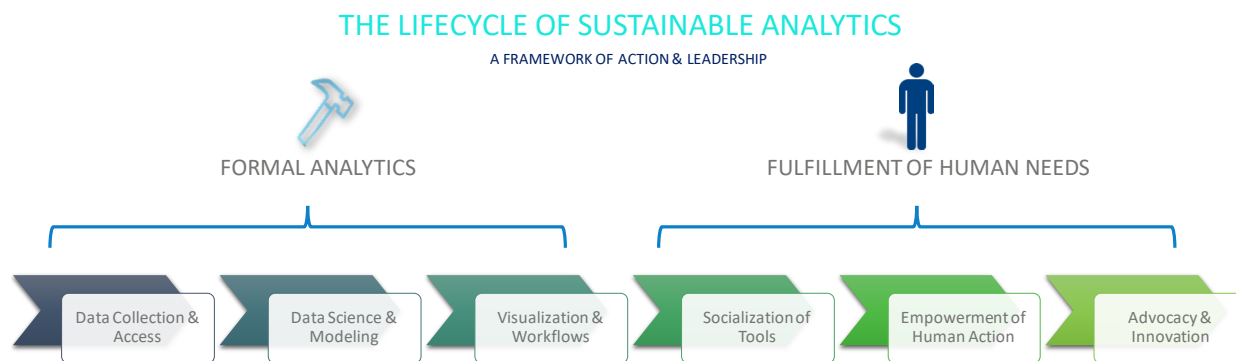 THE LIFECYCLE OF SUSTAINABLE ANALYTICS
A FRAMEWORK OF ACTION & LEADERSHIP
FORMAL ANALYTICS
FULFILLMENT OF HUMAN NEEDS
Data Collection &
Access
Data Science &
Modeling
Visualization &
Workflows
Socialization of
Tools
Empowerment of
Human Action
Advocacy &
Innovation